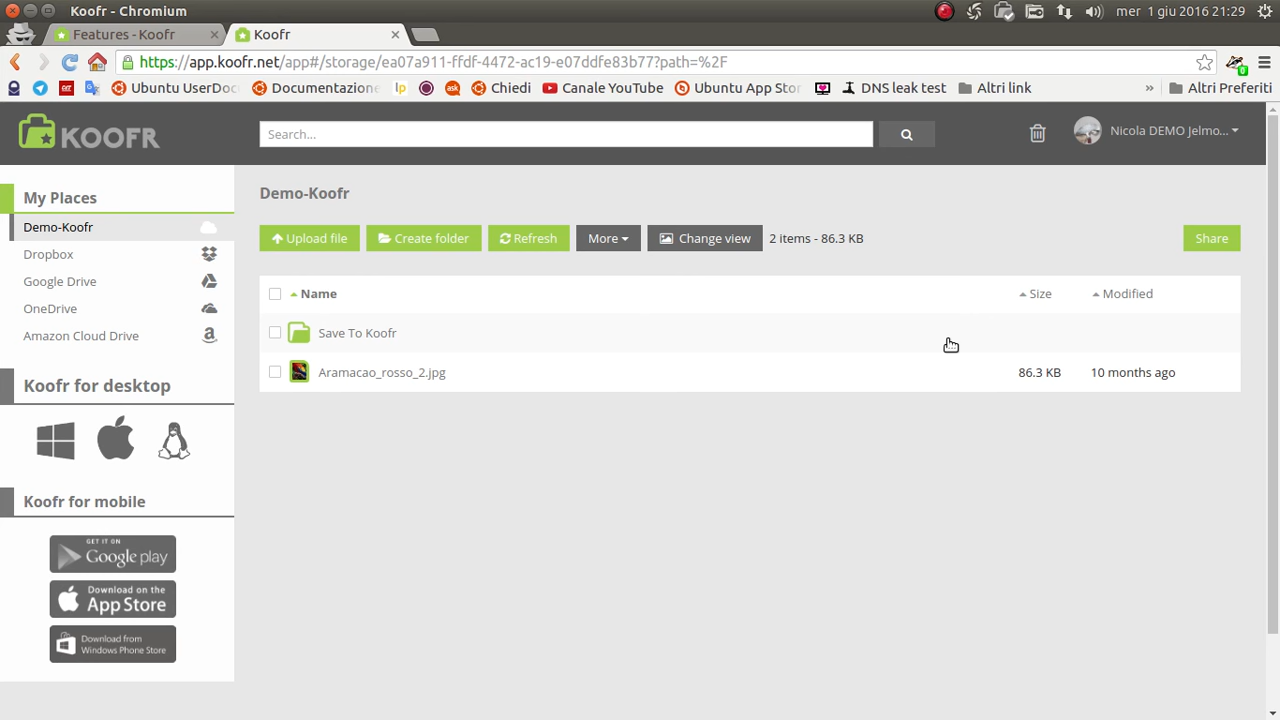 Koofr - Chromium
mer 1 giu 2016 21:29
Features - Koofr
Koofr
https://app.koofr.net/app#/storage/ea07a911-ffdf-4472-ac19-e07ddfe83b77?path=%2F
0
Ubuntu UserDoc
Documentazione
lp
ask
Chiedi
Canale YouTube
Ubuntu App Stor
DNS leak test
Altri link
»
Altri Preferiti
KOOFR
Search...
Nicola DEMO Jelmo...
My Places
Demo-Koofr
Dropbox
Google Drive
OneDrive
Amazon Cloud Drive
a
Koofr for desktop
Koofr for mobile
GET IT ON
Google play
Download on the
App Store
Download from
Windows Phone Store
Demo-Koofr
Upload file
Create folder
Refresh
More
Change view
2 items - 86.3 KB
Share
Name
Size
Modified
Save To Koofr
Aramacao_rosso_2.jpg
86.3 KB
10 months ago